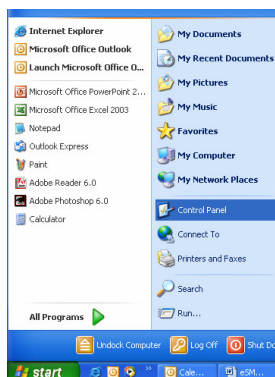 Internet Explorer
Microsoft Office Outlook
Launch Microsoft Office O...
Microsoft Office PowerPoint 2...
Microsoft Office Excel 2003
Notepad
Outlook Express
Paint
Adobe Reader 6.0
Adobe Photoshop 6.0
Calculator
All Programs
My Documents
My Recent Documents
My Pictures
My Music
Favorites
My Computer
My Network Places
Control Panel
Connect To
Printers and Faxes
Search
Run...
Undock Computer Log Off Shut Do
start Cale... eSM...